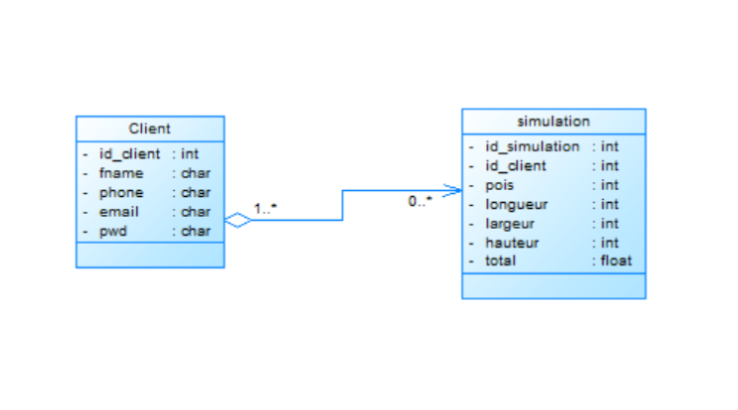 Client
- id_client : int
- fname : char
- phone : char
- email : char
- pwd : char
1..*
0..*
simulation
- id_simulation : int
- id_client : int
- pois : int
- longueur : int
- largeur : int
- hauteur : int
- total : float